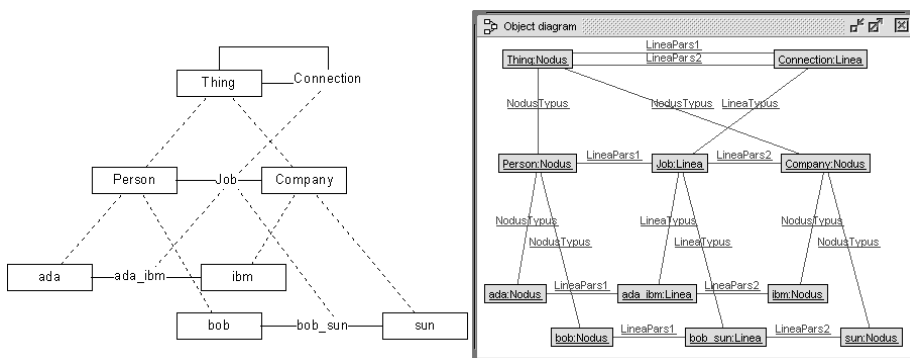 Thing
Connection
Person
Job
Company
ada
ada_ibm
ibm
bob
bob_sun
sun
Object diagram
Thing:Nodus
LineaPars1
LineaPars2
Connection:Linea
NodusTypus
NodusTypus
LineaTypus
Person:Nodus
LineaPars1
Job:Linea
LineaPars2
Company:Nodus
NodusTypus
LineaTypus
NodusTypus
NodusTypus
LineaTypus
NodusTypus
ada:Nodus
LineaPars1
ada_ibm:Linea
LineaPars2
ibm:Nodus
bob:Nodus
LineaPars1
bob_sun:Linea
LineaPars2
sun:Nodus